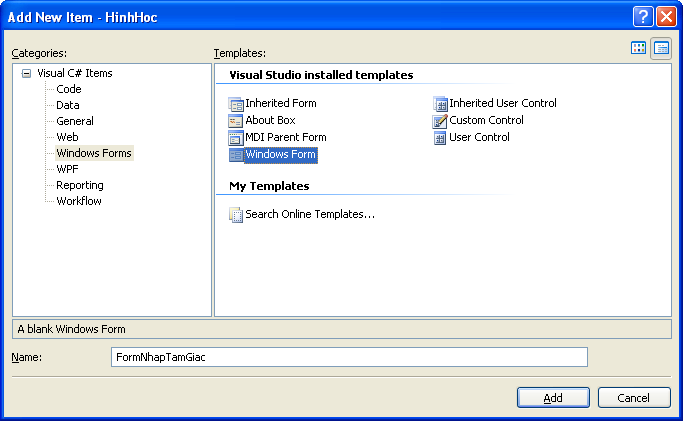 Add New Item - HinhHoc
Categories:
Templates:
Visual C# Items
Code
Data
General
Web
Windows Forms
WPF
Reporting
Workflow
Visual Studio installed templates
Inherited Form
About Box
MDI Parent Form
Windows Form
Inherited User Control
Custom Control
User Control
My Templates
Search Online Templates...
A blank Windows Form
Name:
FormNhapTamGiac
Add
Cancel